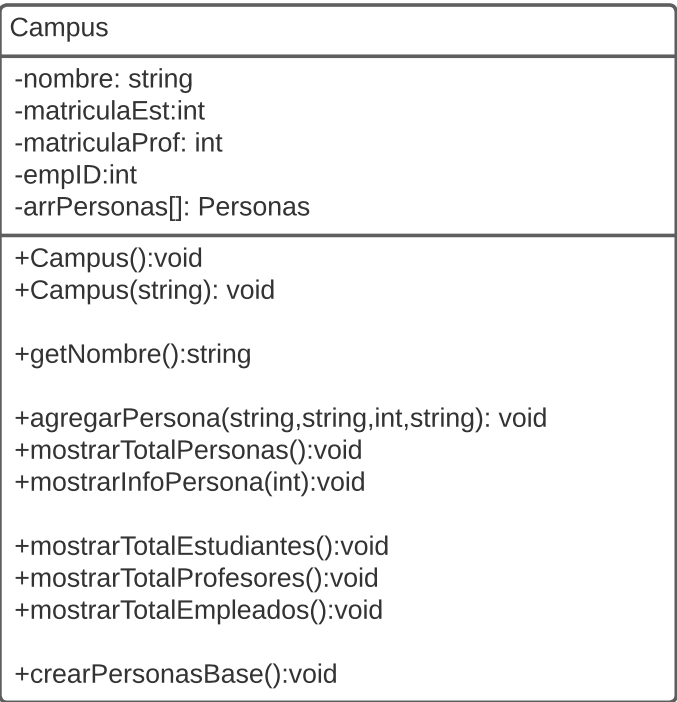 Campus
-nombre: string
-matriculaEst:int
-matriculaProf: int
-empID:int
-arrPersonas[]: Personas
+Campus():void
+Campus(string): void
+getNombre():string
+agregarPersona(string,string,int,string): void
+mostrarTotalPersonas():void
+mostrarInfoPersona(int):void
+mostrarTotalEstudiantes():void
+mostrarTotalProfesores():void
+mostrarTotalEmpleados():void
+crearPersonasBase():void